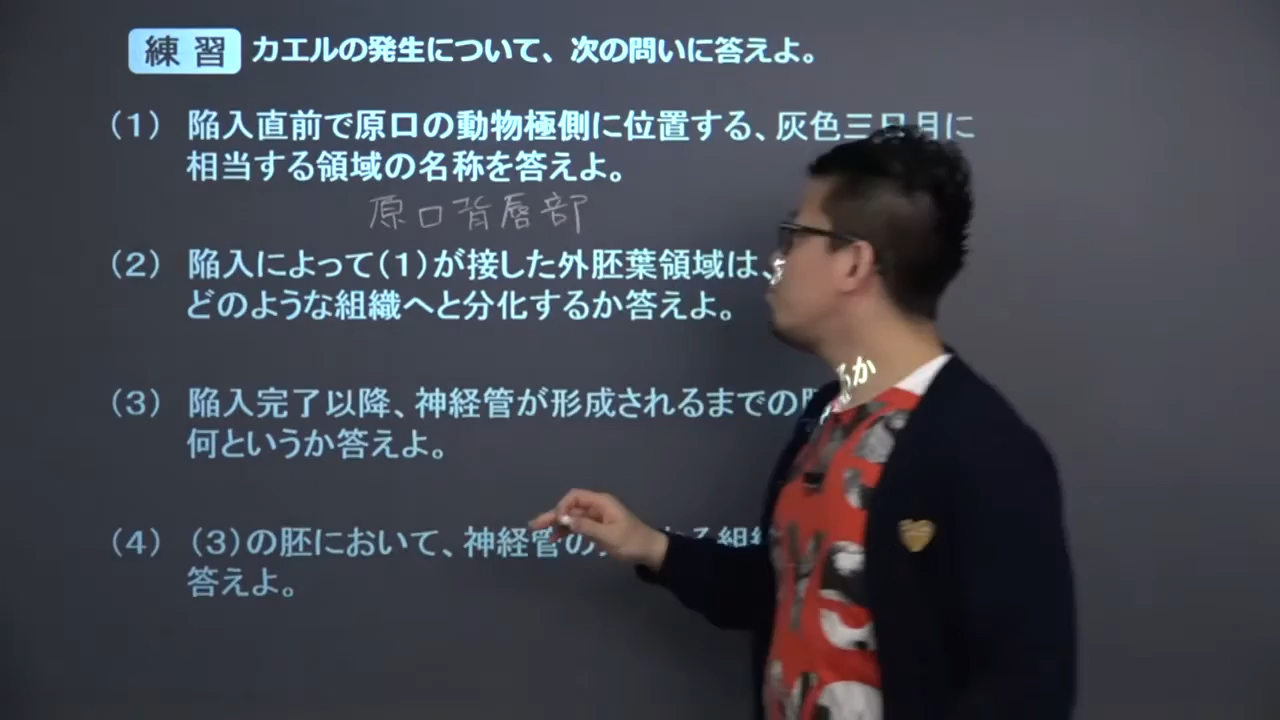 練習 カエルの発生について、次の問いに答えよ。
(1) 陥入直前で原口の動物極側に位置する、灰色三日月に
相当する領域の名称を答えよ。
原口背唇部
(2) 陥入によって(1)が接した外胚葉領域は、
どのような組織へと分化するか答えよ。
(3) 陥入完了以降、神経管が形成されるまでの
何というか答えよ。
(4) (3)の胚において、神経管の
答えよ。